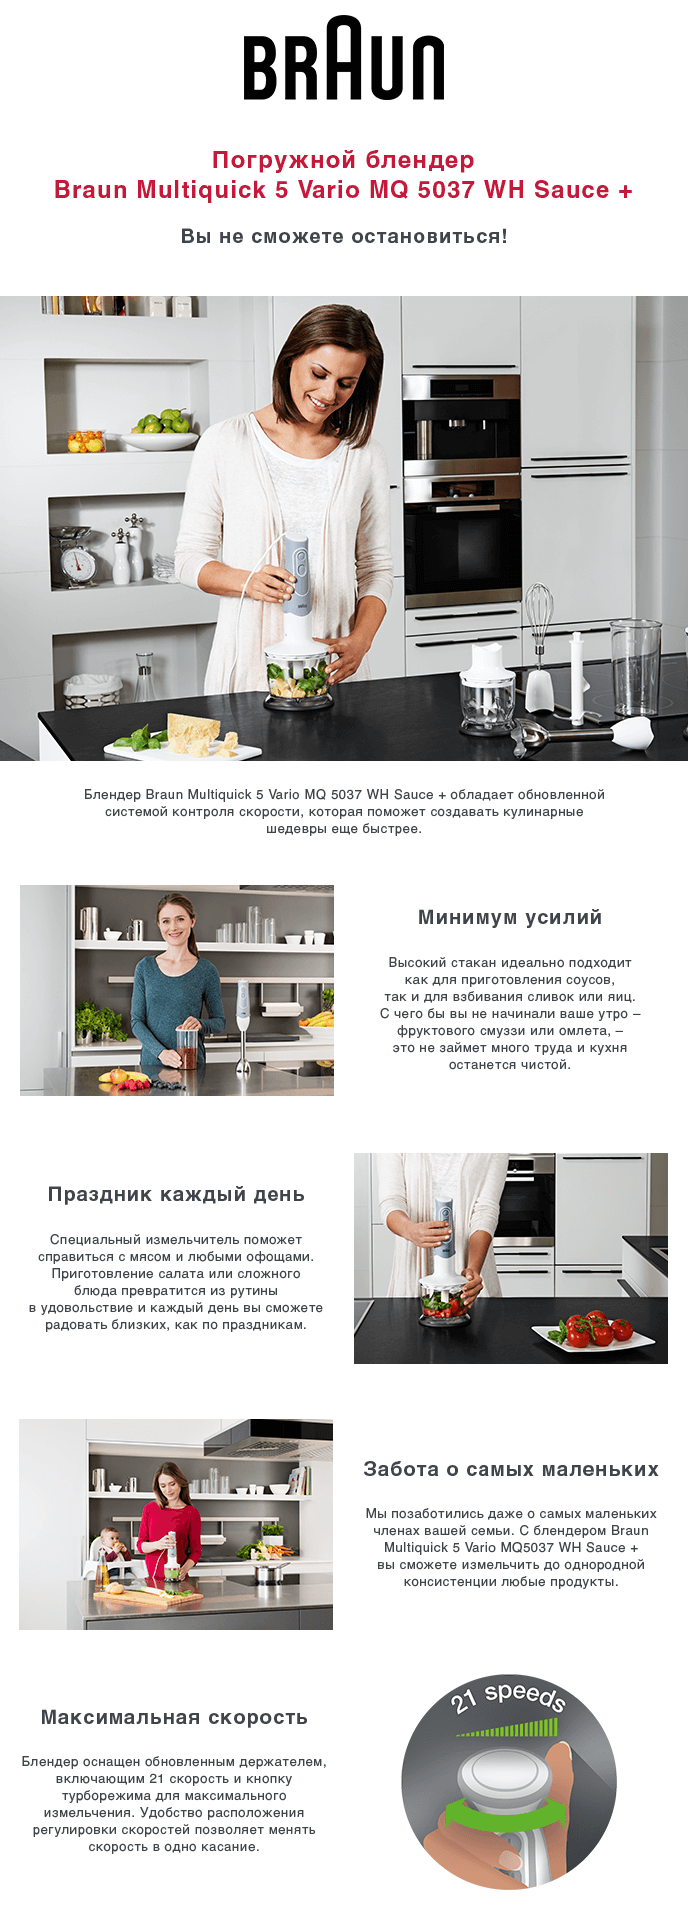 BRAUN
Погружной блендер
Braun Multiquick 5 Vario MQ 5037 WH Sauce +
Вы не сможете остановиться!
Блендер Braun Multiquick 5 Vario MQ 5037 WH Sauce + обладает обновленной
системой контроля скорости, которая поможет создавать кулинарные
шедевры еще быстрее.
Минимум усилий
Высокий стакан идеально подходит
как для приготовления соусов,
так и для взбивания сливок или яиц.
С чего бы вы не начинали ваше утро –
фруктового смуззи или омлета, –
это не займет много труда и кухня
останется чистой.
Праздник каждый день
Специальный измельчитель поможет
справиться с мясом и любыми офощами.
Приготовление салата или сложного
блюда превратится из рутины
в удовольствие и каждый день вы сможете
радовать близких, как по праздникам.
Забота о самых маленьких
Мы позаботились даже о самых маленьких
членах вашей семьи. С блендером Braun
Multiquick 5 Vario MQ5037 WH Sauce +
вы сможете измельчить до однородной
консистенции любые продукты.
Максимальная скорость
Блендер оснащен обновленным держателем,
включающим 21 скорость и кнопку
турборежима для максимального
измельчения. Удобство расположения
регулировки скоростей позволяет менять
скорость в одно касание.
21 speeds